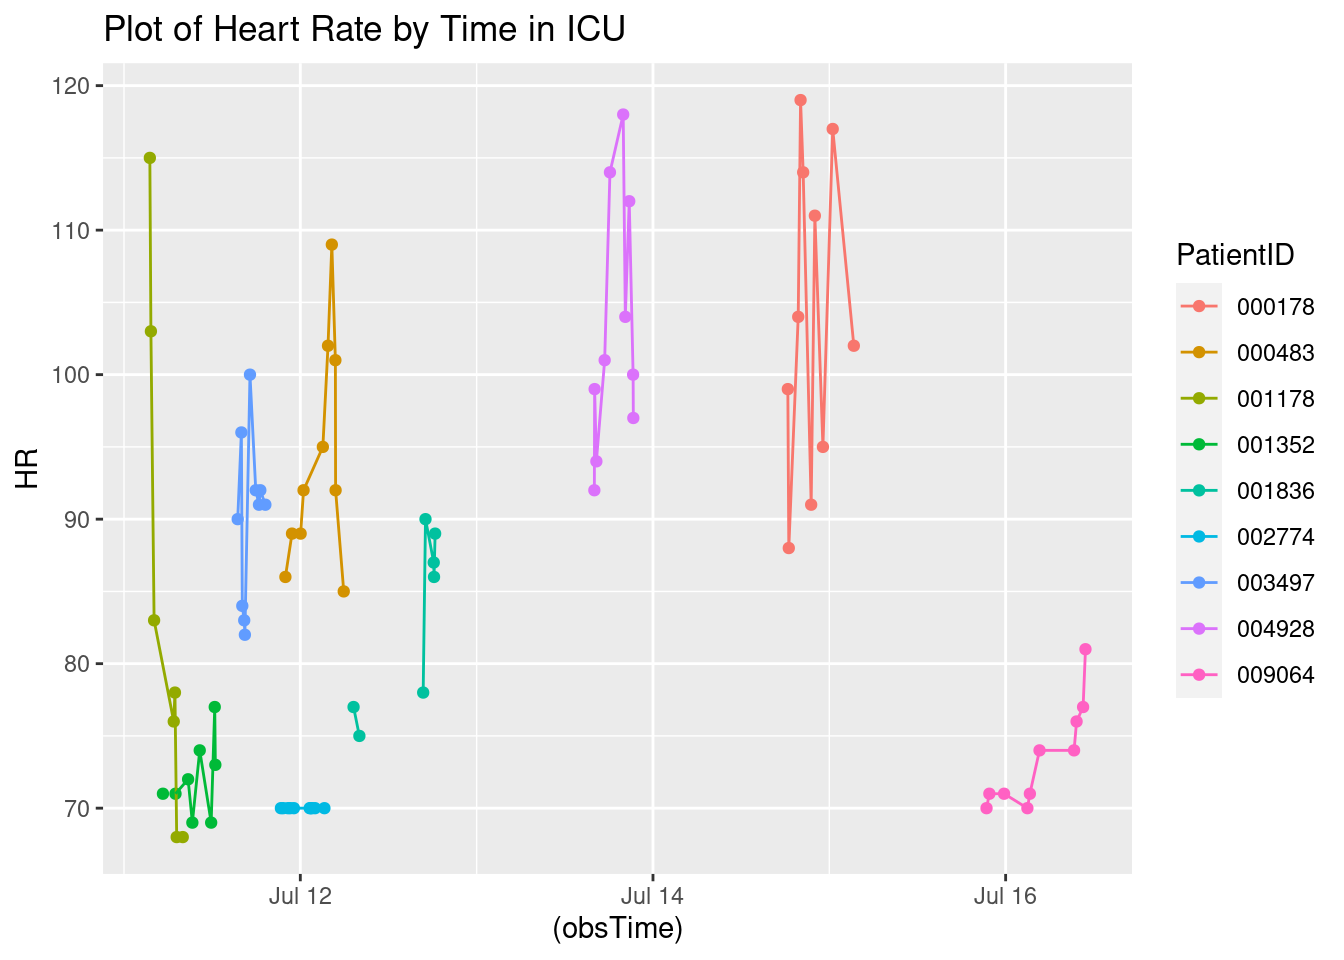 Plot of Heart Rate by Time in ICU
120
110
100
90
80
70
HR
Jul 12
Jul 14
Jul 16
(obsTime)
PatientID
000178
000483
001178
001352
001836
002774
003497
004928
009064